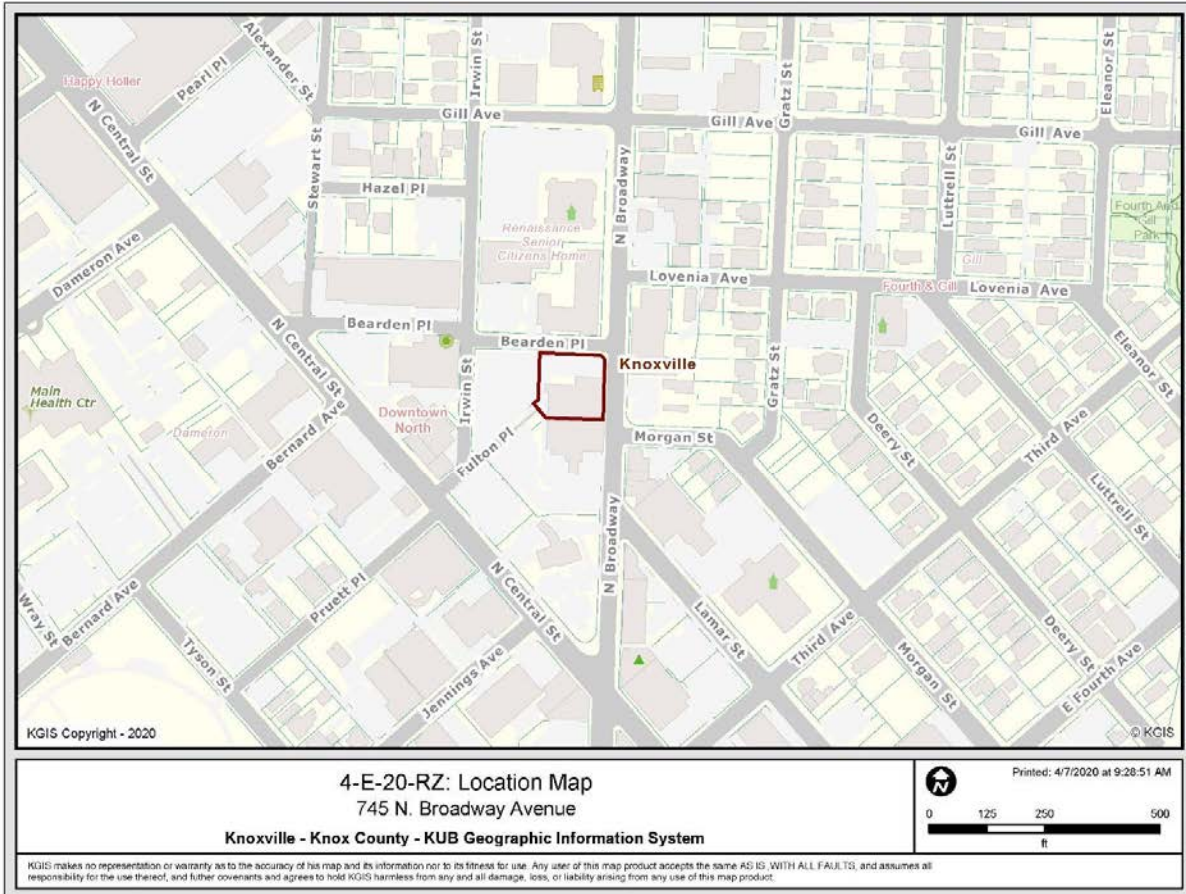 Alexander St
Irwin St
Gratz St
Eleanor St
Happy Holler
Pearl Pl
N Central St
Gill Ave
Gill Ave
Gill Ave
Stewart St
Hazel Pl
N Broadway
Luttrell St
Fourth And
Gill
Park
Renaissance
Senior
Citizens Home
Dameron Ave
Lovenia Ave
Gill
Fourth & Gill
Lovenia Ave
Bearden Pl
Bearden Pl
N Central St
Knoxville
Irwin St
Gratz St
Eleanor St
Main
Health Ctr
Downtown
North
Dameron
Bernard Ave
Fulton Pl
Morgan St
Deery St
Third Ave
Luttrell St
N Broadway
Pruett Pl
N Central St
Lamar St
Wray St
Bernard Ave
Tyson St
Jennings Ave
Third Ave
Morgan St
Deery St
E Fourth Ave
KGIS Copyright - 2020
© KGIS
4-E-20-RZ: Location Map
745 N. Broadway Avenue
Knoxville - Knox County - KUB Geographic Information System
N
Printed: 4/7/2020 at 9:28:51 AM
0 125 250 500
ft
KGIS makes no representation or warranty as to the accuracy of his map and its information nor to its fitness for use. Any user of this map product accepts the same AS IS, WITH ALL FAULTS, and assumes all
responsibility for the use thereof, and futher covenants and agrees to hold KGIS harmless from any and all damage, loss, or liability arising from any use of this map product.